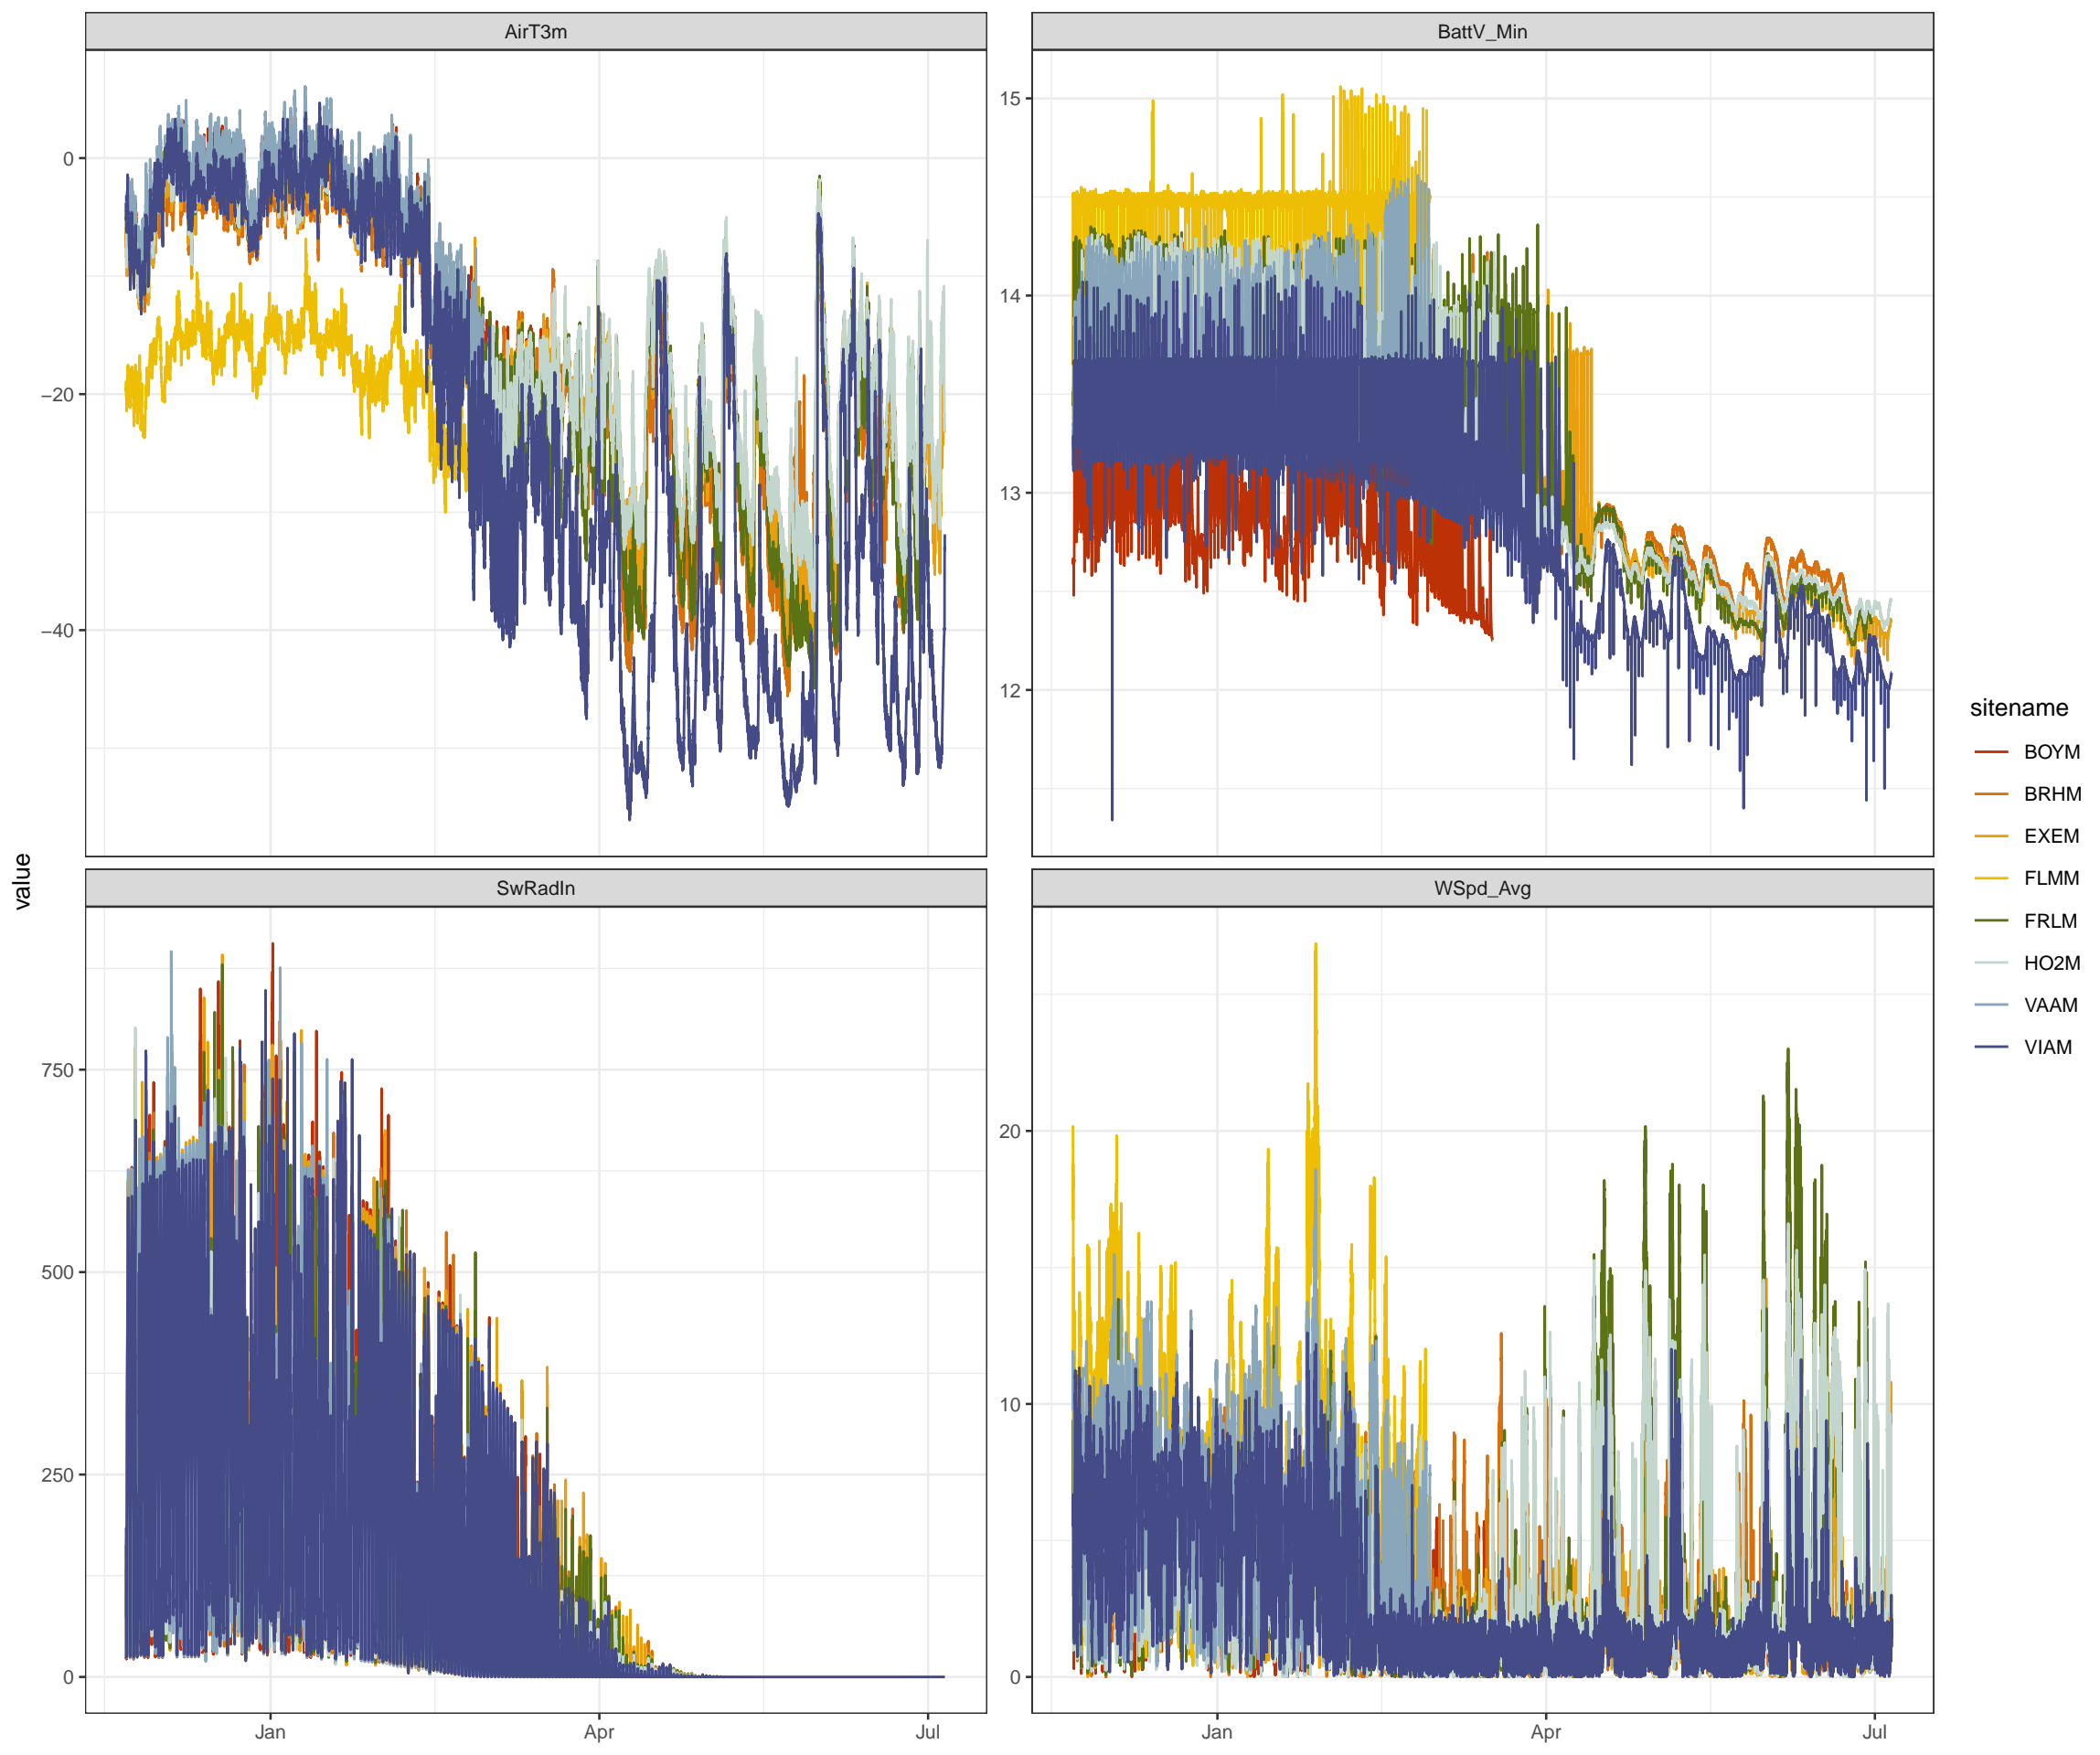 AirT3m
BattV_Min
0
−20
−40
15
14
13
12
SwRadIn
WSpd_Avg
750
500
250
0
20
10
0
Jan
Apr
Jul
Jan
Apr
Jul
value
sitename
BOYM
BRHM
EXEM
FLMM
FRLM
HO2M
VAAM
VIAM